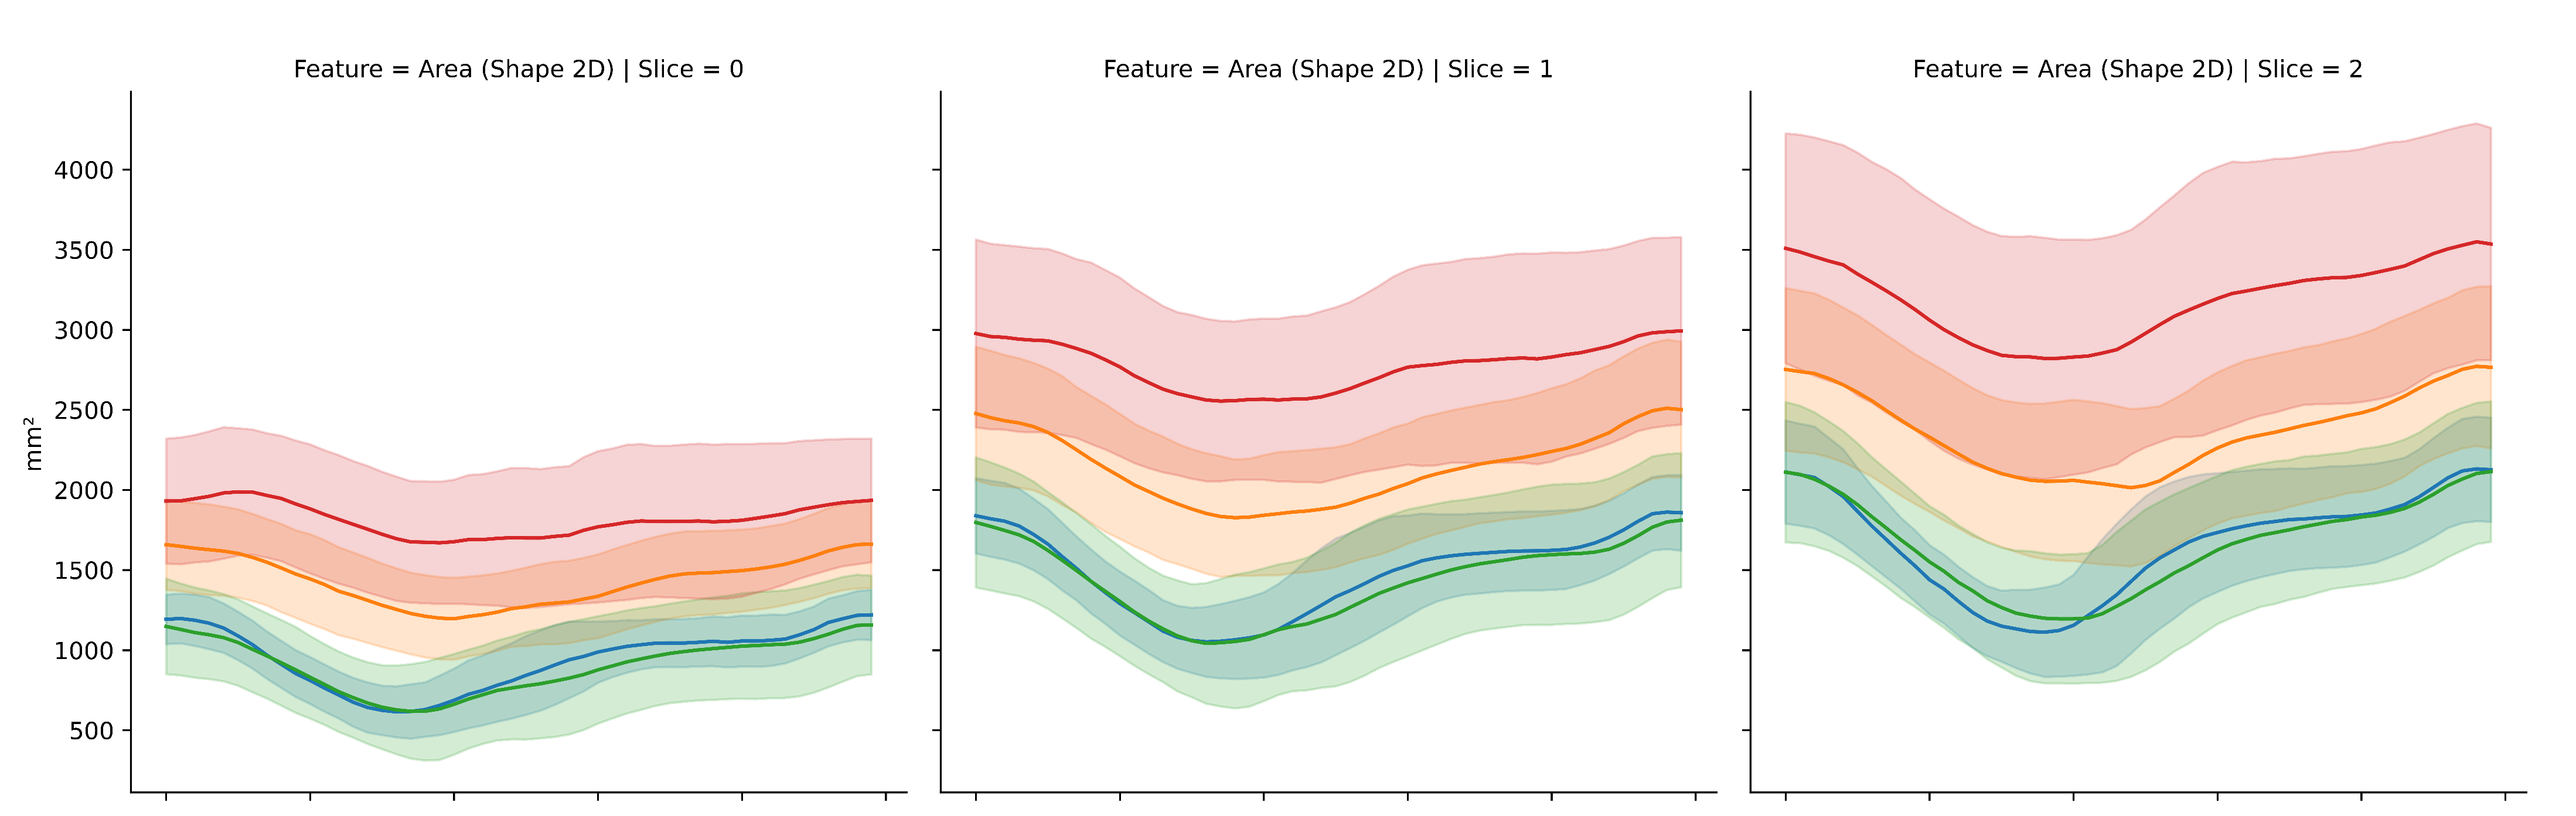 Feature = Area (Shape 2D) | Slice = 0
Feature = Area (Shape 2D) | Slice = 1
Feature = Area (Shape 2D) | Slice = 2
mm²
4000
3500
3000
2500
2000
1500
1000
500